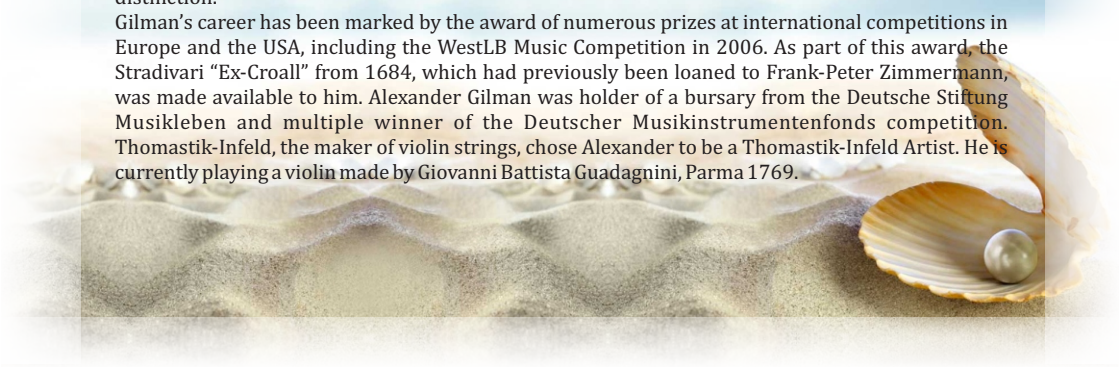 distinction.
Gilman’s career has been marked by the award of numerous prizes at international competitions in
Europe and the USA, including the WestLB Music Competition in 2006. As part of this award, the
Stradivari “Ex-Croall” from 1684, which had previously been loaned to Frank-Peter Zimmermann,
was made available to him. Alexander Gilman was holder of a bursary from the Deutsche Stiftung
Musikleben and multiple winner of the Deutscher Musikinstrumentenfonds competition.
Thomastik-Infeld, the maker of violin strings, chose Alexander to be a Thomastik-Infeld Artist. He is
currently playing a violin made by Giovanni Battista Guadagnini, Parma 1769.